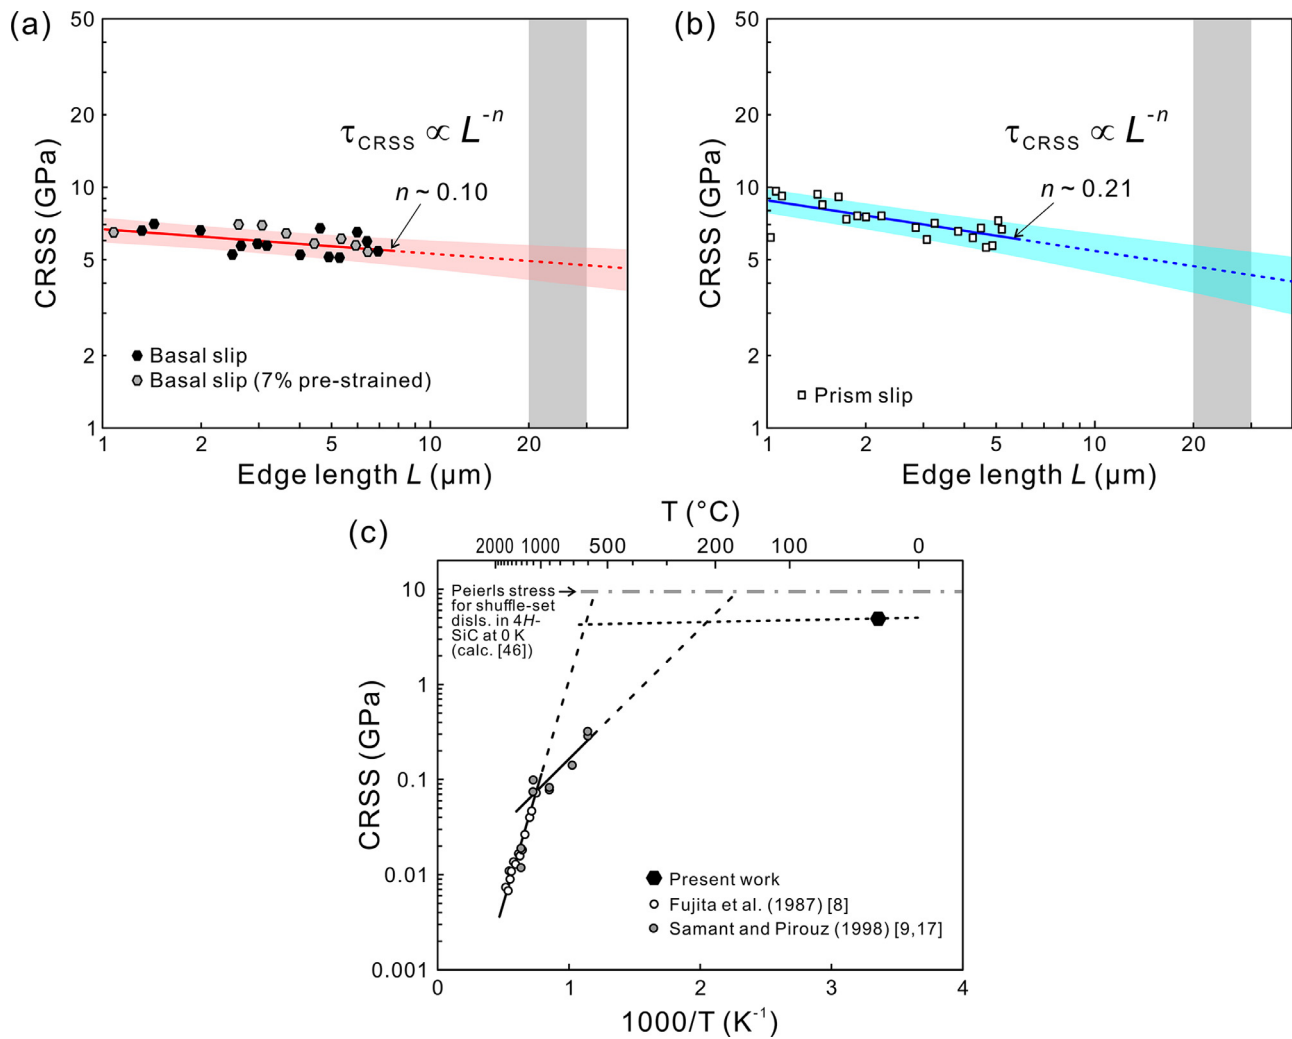 (a)
50
20
10
5
2
1
CRSS (GPa)
τCRSS ∝ L-n
n ~ 0.10
Basal slip
Basal slip (7% pre-strained)
1 2 5 10 20
Edge length L (μm)
(b)
50
20
10
5
2
1
CRSS (GPa)
τCRSS ∝ L-n
n ~ 0.21
Prism slip
1 2 5 10 20
Edge length L (μm)
(c)
T (°C)
2000 1000 500 200 100 0
10
1
0.1
0.01
0.001
CRSS (GPa)
Peierls stress
for shuffle-set
disls. in 4H-
SiC at 0 K
(calc. [46])
Present work
Fujita et al. (1987) [8]
Samant and Pirouz (1998) [9,17]
0 1 2 3 4
1000/T (K-1)